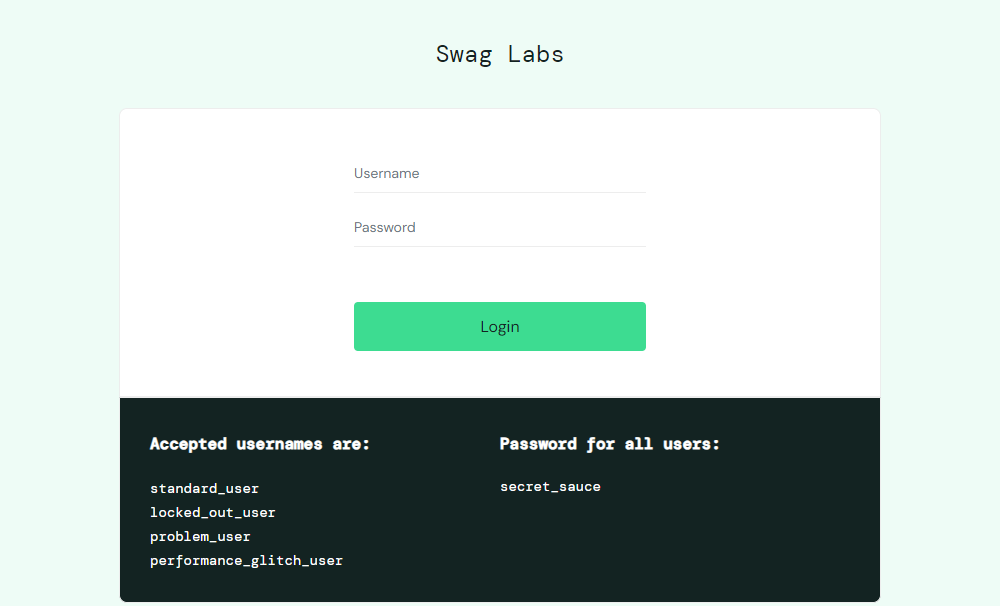 Swag Labs
Username
Password
Login
Accepted usernames are:
standard_user
locked_out_user
problem_user
performance_glitch_user
Password for all users:
secret_sauce